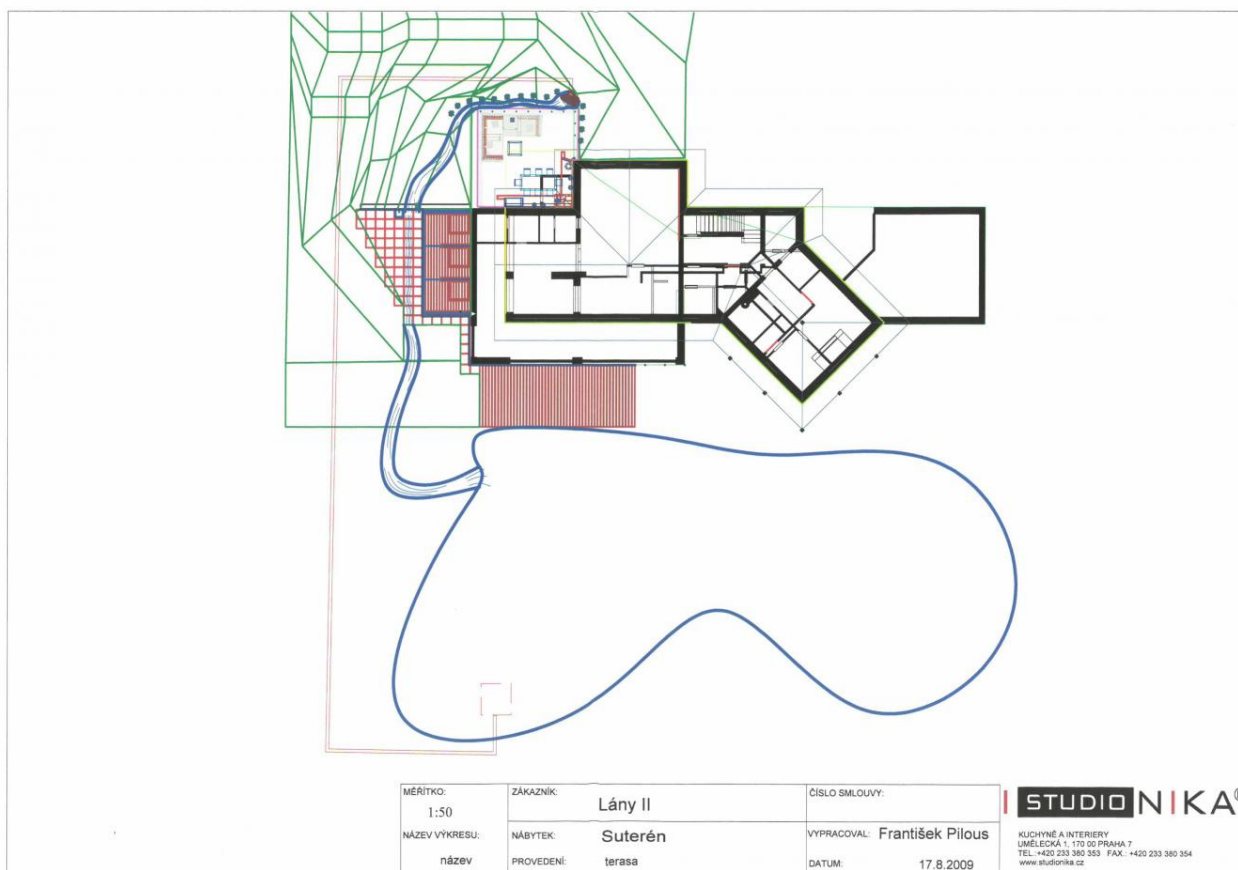 MĚŘÍTKO:
1:50
ZÁKAZNÍK:
Lány II
ČÍSLO SMLOUVY:
NÁZEV VÝKRESU:
název
NÁBYTEK:
Suterén
PROVEDENÍ:
terasa
VYPRACOVAL: František Pilous
DATUM: 17.8.2009
STUDIO NIKA®
KUCHYNĚ A INTERIERY
UMĚLECKÁ 1, 170 00 PRAHA 7
TEL.:+420 233 380 353 FAX.: +420 233 380 354
www.studionika.cz